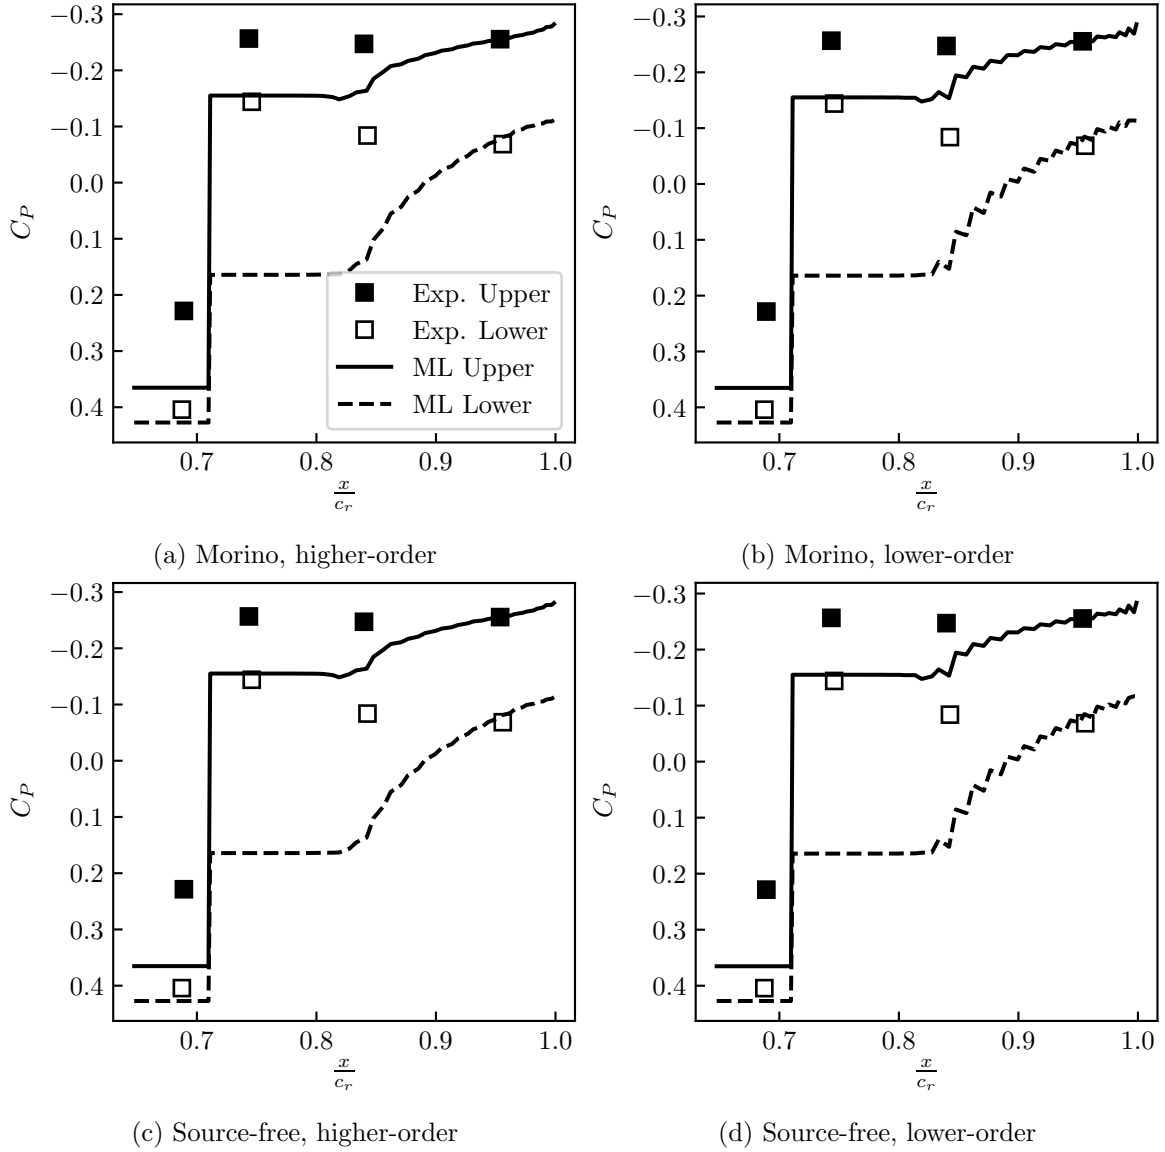 −0.3
−0.2
−0.1
0.0
0.1
0.2
0.3
0.4
C_P
0.7 0.8 0.9 1.0
x/c_r
Exp. Upper
Exp. Lower
ML Upper
ML Lower
(a) Morino, higher-order
−0.3
−0.2
−0.1
0.0
0.1
0.2
0.3
0.4
C_P
0.7 0.8 0.9 1.0
x/c_r
(b) Morino, lower-order
−0.3
−0.2
−0.1
0.0
0.1
0.2
0.3
0.4
C_P
0.7 0.8 0.9 1.0
x/c_r
(c) Source-free, higher-order
−0.3
−0.2
−0.1
0.0
0.1
0.2
0.3
0.4
C_P
0.7 0.8 0.9 1.0
x/c_r
(d) Source-free, lower-order